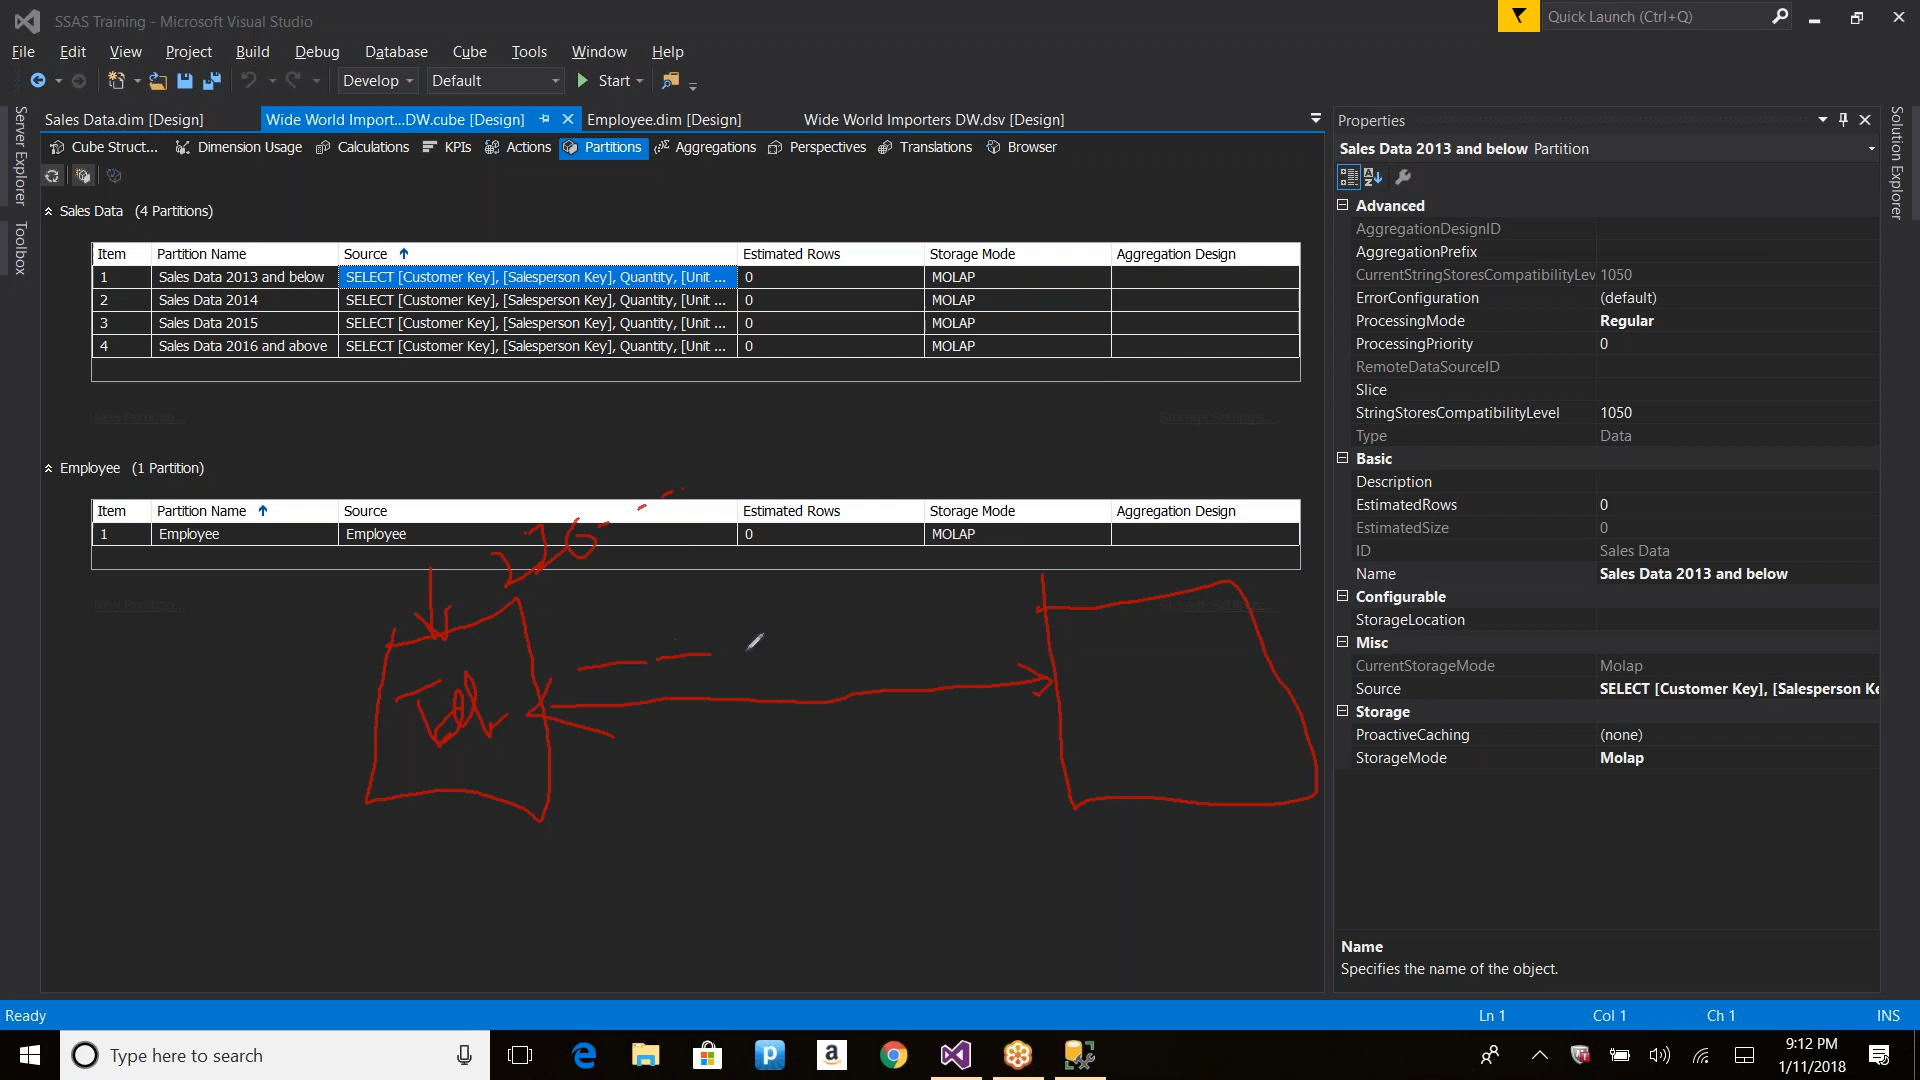 SSAS Training - Microsoft Visual Studio
Quick Launch (Ctrl+Q)
File Edit View Project Build Debug Database Cube Tools Window Help
Develop Default Start
Server Explorer
Toolbox
Sales Data.dim [Design] Wide World Import...DW.cube [Design] Employee.dim [Design] Wide World Importers DW.dsv [Design]
Cube Struct... Dimension Usage Calculations KPIs Actions Partitions Aggregations Perspectives Translations Browser
Sales Data (4 Partitions)
Item Partition Name Source Estimated Rows Storage Mode Aggregation Design
1 Sales Data 2013 and below SELECT [Customer Key], [Salesperson Key], Quantity, [Unit ... 0 MOLAP
2 Sales Data 2014 SELECT [Customer Key], [Salesperson Key], Quantity, [Unit ... 0 MOLAP
3 Sales Data 2015 SELECT [Customer Key], [Salesperson Key], Quantity, [Unit ... 0 MOLAP
4 Sales Data 2016 and above SELECT [Customer Key], [Salesperson Key], Quantity, [Unit ... 0 MOLAP
New Partition... Storage Settings...
Employee (1 Partition)
Item Partition Name Source Estimated Rows Storage Mode Aggregation Design
1 Employee Employee 0 MOLAP
New Partition...
Properties
Sales Data 2013 and below Partition
Advanced
AggregationDesignID
AggregationPrefix
CurrentStringStoresCompatibilityLev 1050
ErrorConfiguration (default)
ProcessingMode Regular
ProcessingPriority 0
RemoteDataSourceID
Slice
StringStoresCompatibilityLevel 1050
Type Data
Basic
Description
EstimatedRows 0
EstimatedSize 0
ID Sales Data
Name Sales Data 2013 and below
Configurable
StorageLocation
Misc
CurrentStorageMode Molap
Source SELECT [Customer Key], [Salesperson Ke
Storage
ProactiveCaching (none)
StorageMode Molap
Name
Specifies the name of the object.
Solution Explorer
Ready Ln 1 Col 1 Ch 1 INS
Type here to search
9:12 PM
1/11/2018